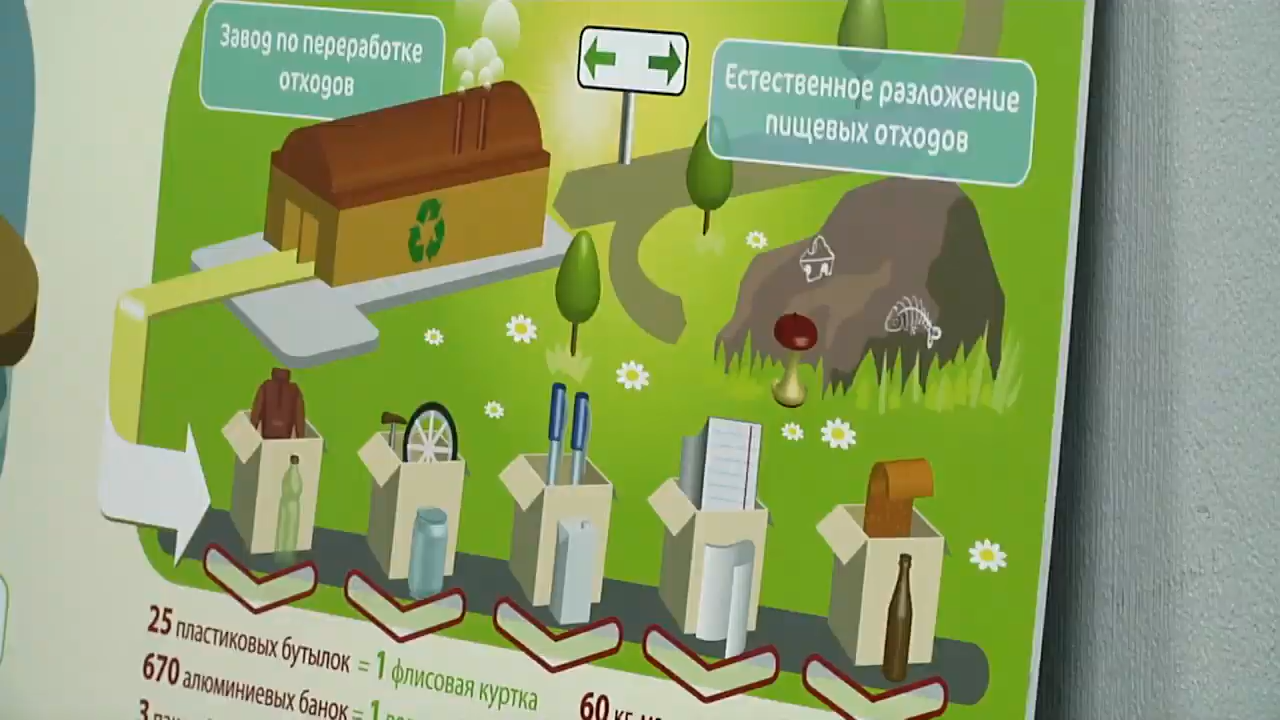 Завод по переработке
отходов
Естественное разложение
пищевых отходов
25 пластиковых бутылок = 1 флисовая куртка
670 алюминиевых банок = 1
3
60 кг